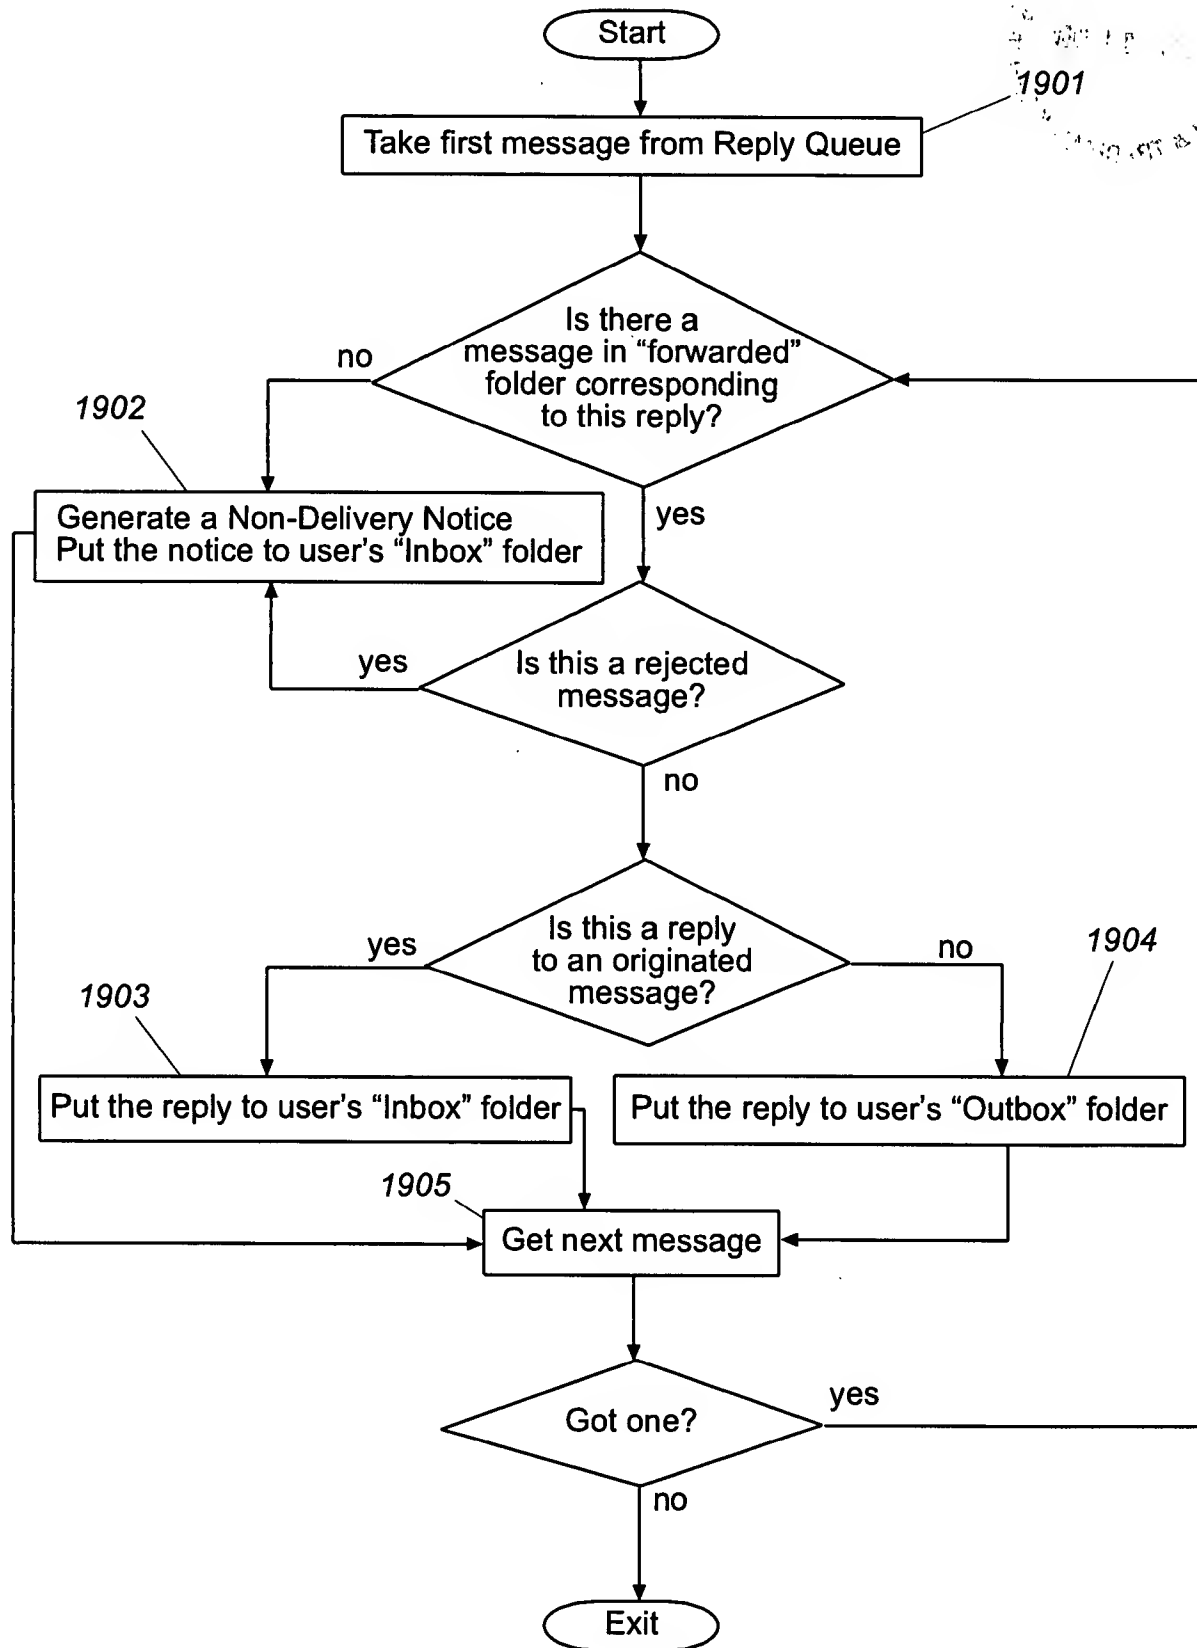 Start
1901
Take first message from Reply Queue
Is there a
message in “forwarded”
folder corresponding
to this reply?
no
1902
yes
Generate a Non-Delivery Notice
Put the notice to user's “Inbox” folder
yes
Is this a rejected
message?
no
Is this a reply
to an originated
message?
yes
no
1904
1903
Put the reply to user's “Inbox” folder
Put the reply to user's “Outbox” folder
1905
Get next message
Got one?
yes
no
Exit